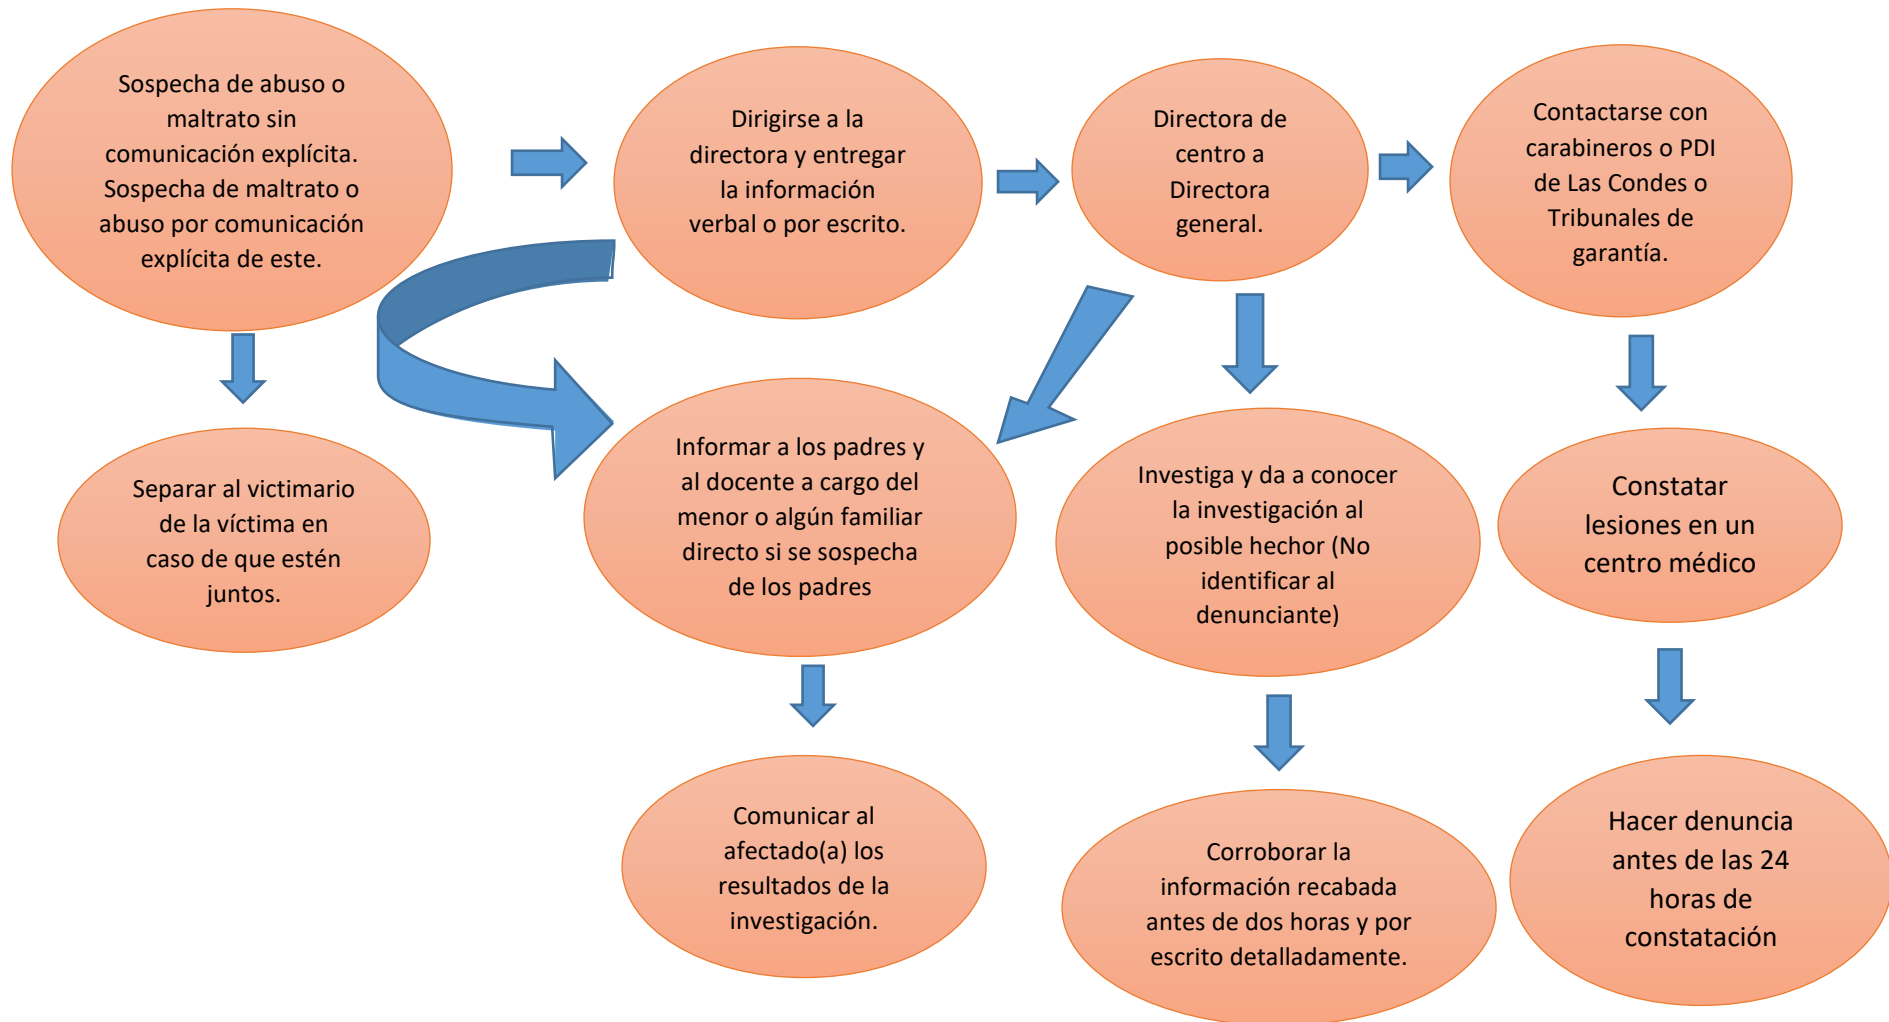 Sospecha de abuso o
maltrato sin
comunicación explícita.
Sospecha de maltrato o
abuso por comunicación
explícita de este.
Dirigirse a la
directora y entregar
la información
verbal o por escrito.
Directora de
centro a
Directora
general.
Contactarse con
carabineros o PDI
de Las Condes o
Tribunales de
garantía.
Separar al victimario
de la víctima en
caso de que estén
juntos.
Informar a los padres y
al docente a cargo del
menor o algún familiar
directo si se sospecha
de los padres
Investiga y da a conocer
la investigación al
posible hechor (No
identificar al
denunciante)
Constatar
lesiones en un
centro médico
Comunicar al
afectado(a) los
resultados de la
investigación.
Corroborar la
información recabada
antes de dos horas y por
escrito detalladamente.
Hacer denuncia
antes de las 24
horas de
constatación